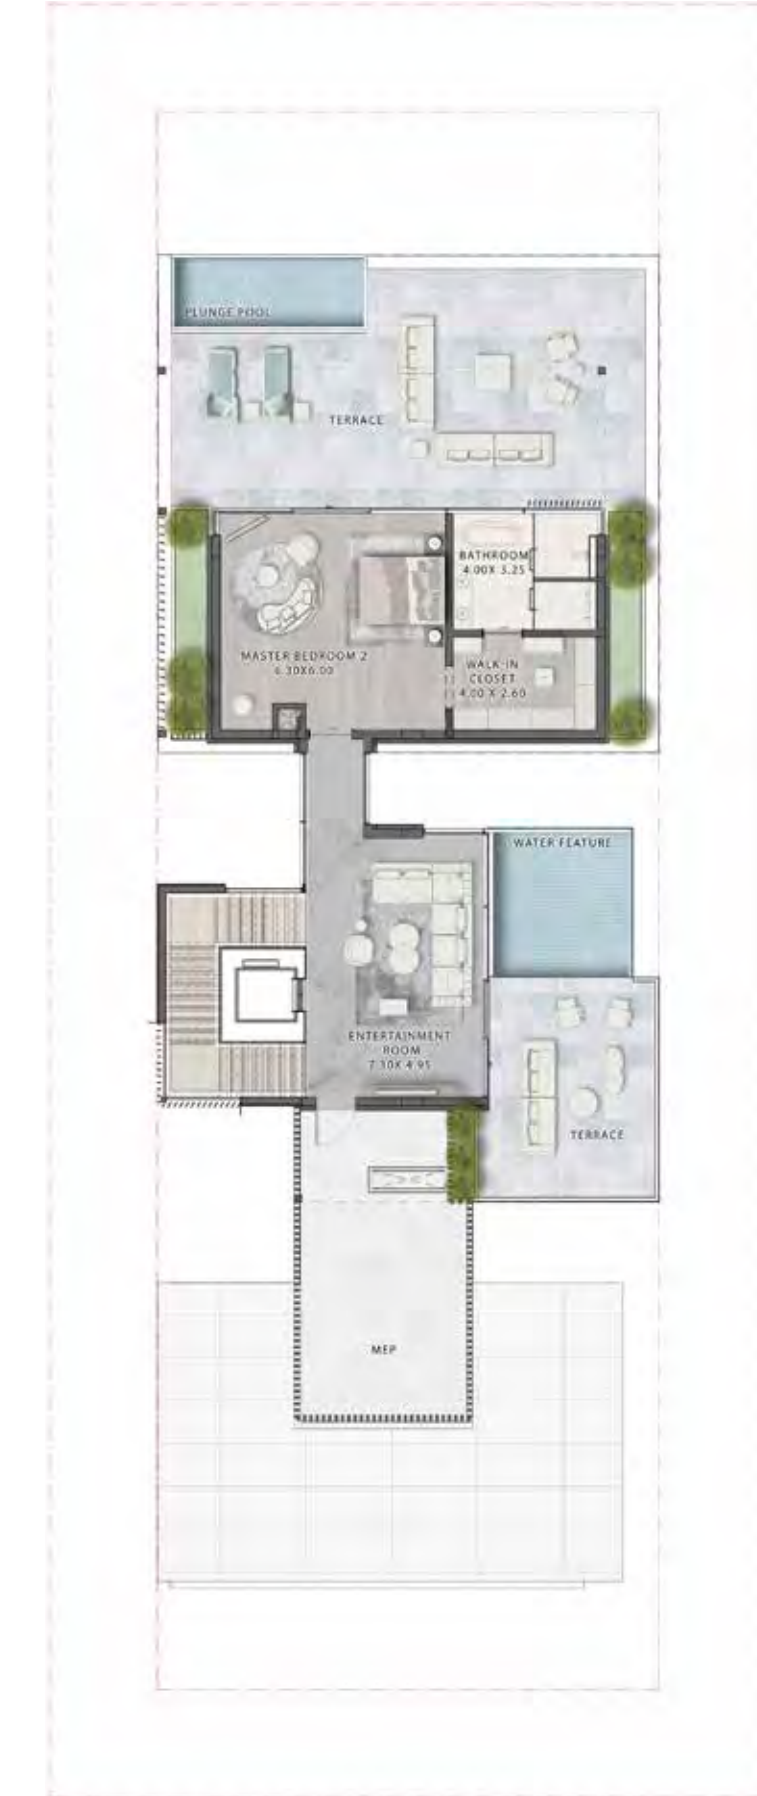 PLUNGE POOL
TERRACE
BATHROOM
4.00X 3.25
MASTER BEDROOM 2
6.30X6.00
WALK-IN
CLOSET
4.00 X 2.60
WATER FEATURE
ENTERTAINMENT
ROOM
7.30X 4.95
TERRACE
MEP